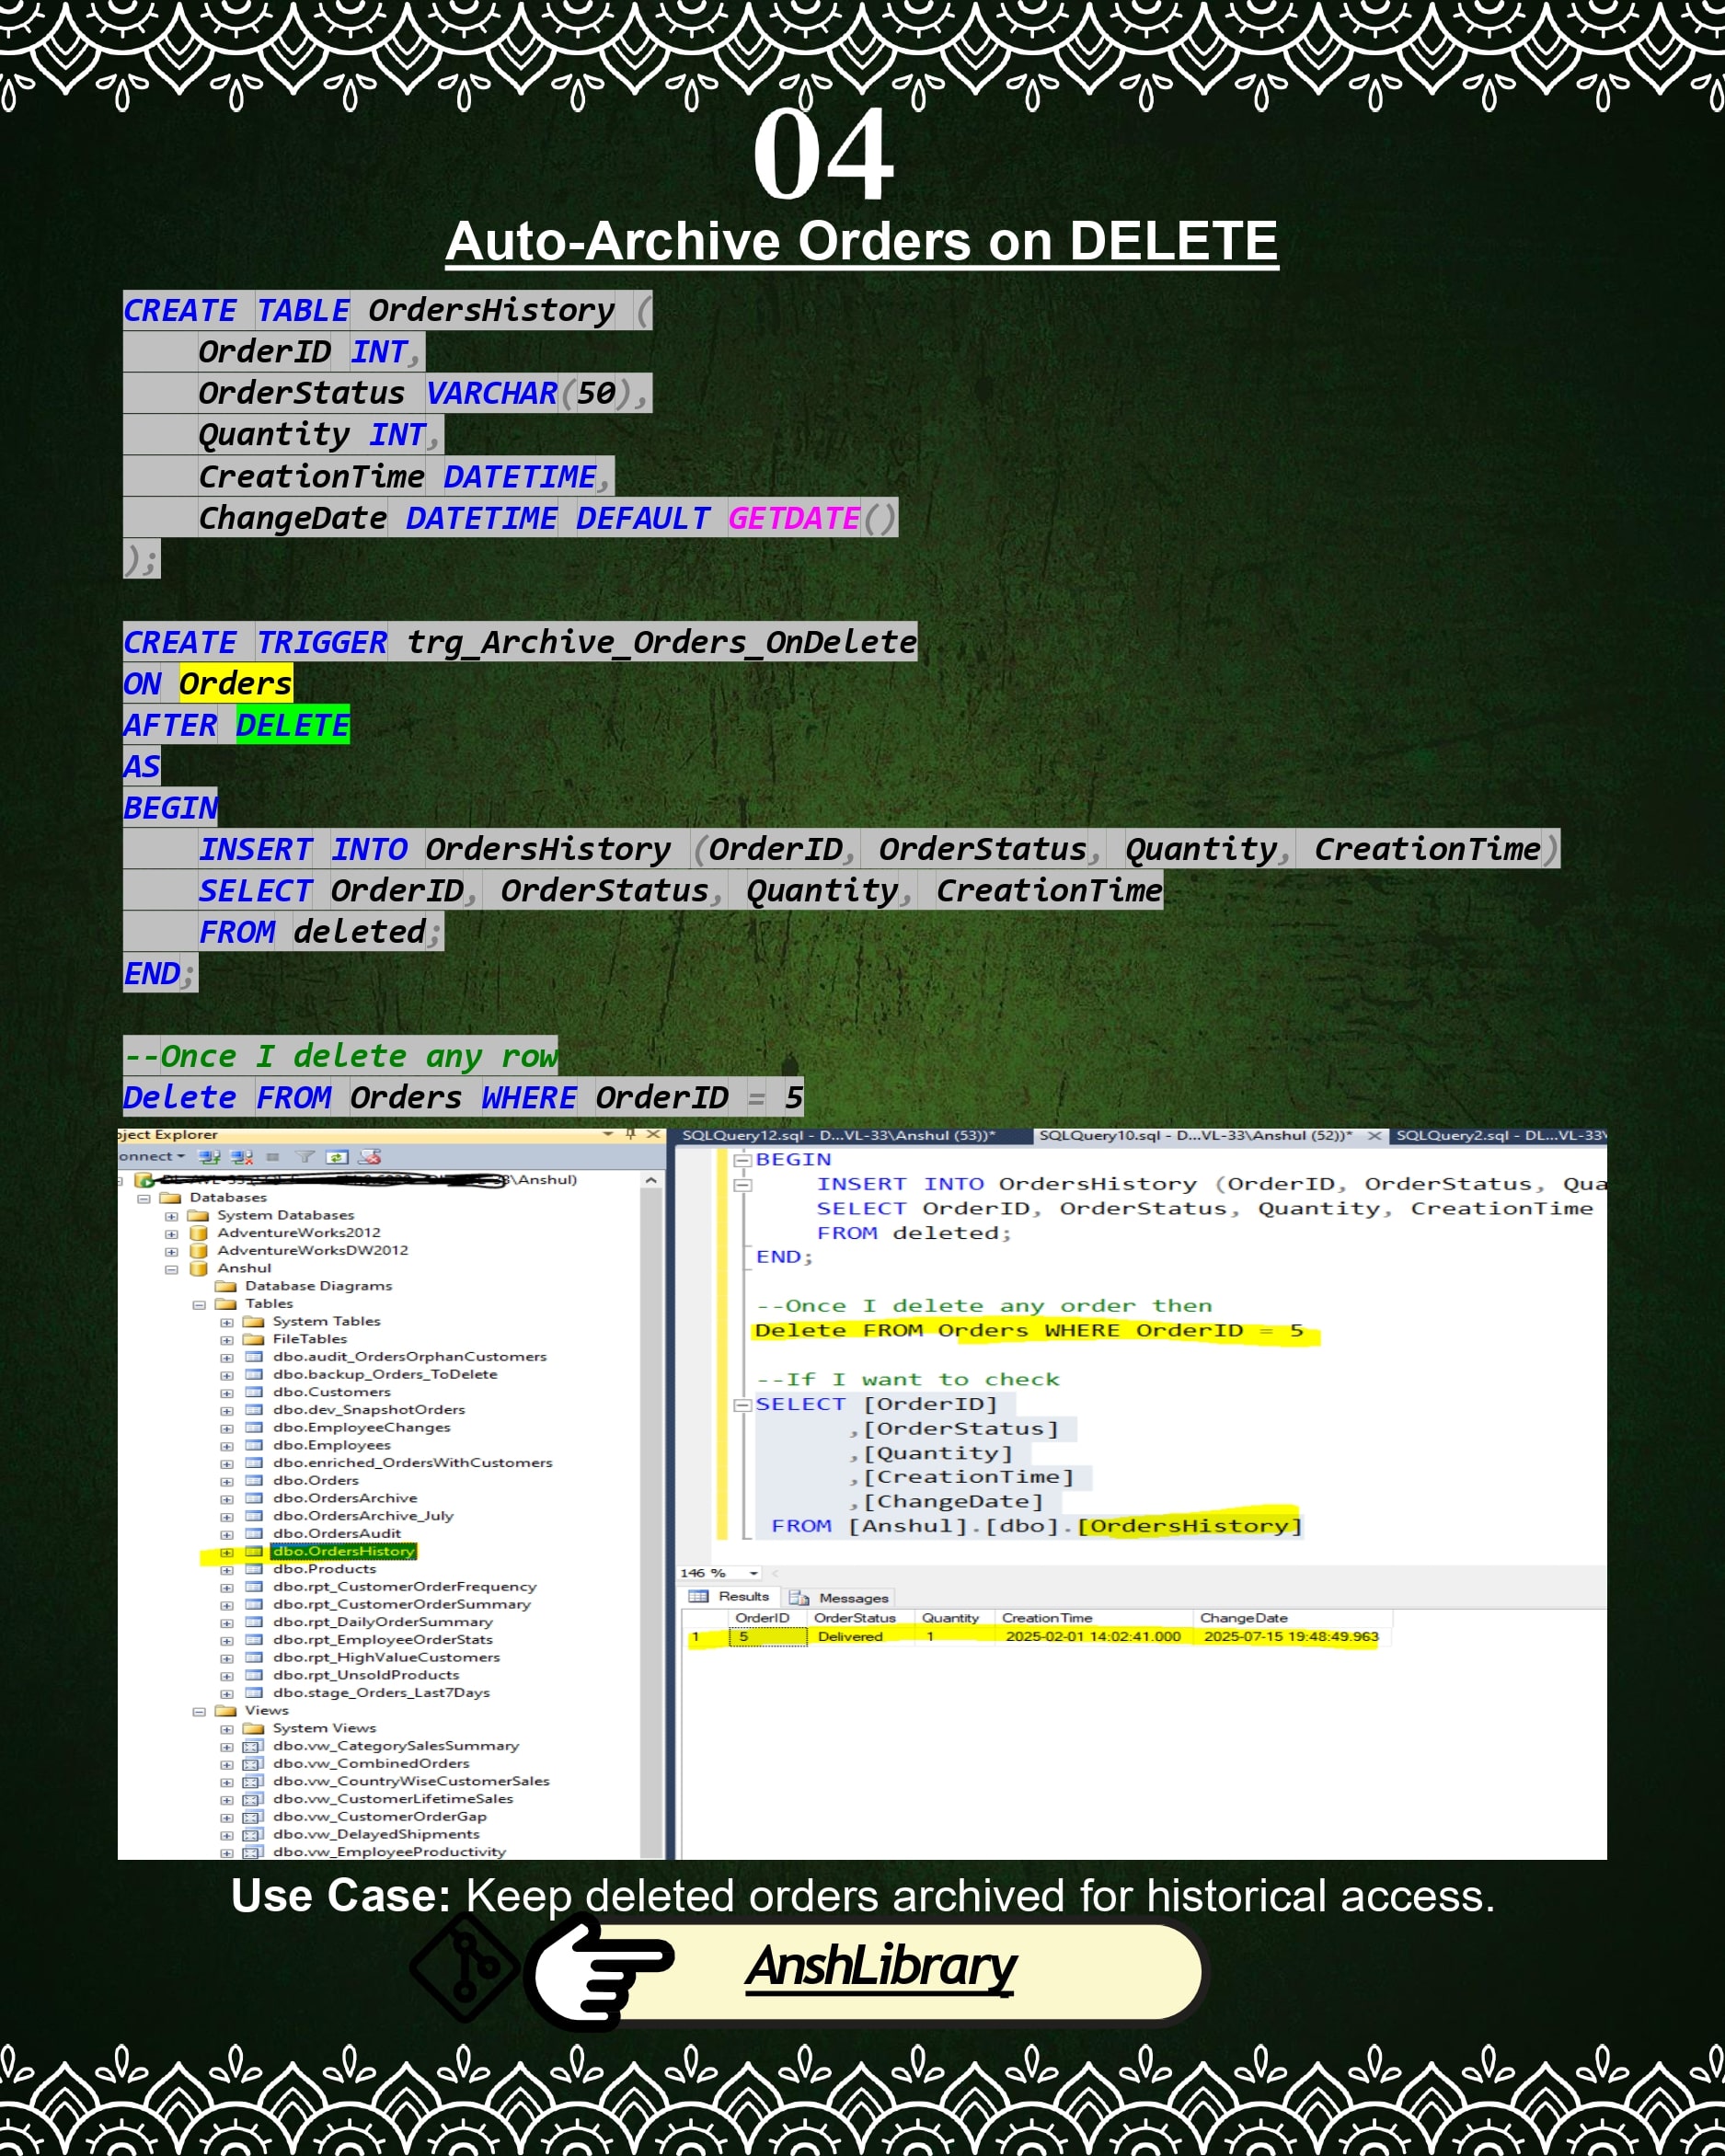 04
Auto-Archive Orders on DELETE
CREATE TABLE OrdersHistory (
OrderID INT,
OrderStatus VARCHAR(50),
Quantity INT,
CreationTime DATETIME,
ChangeDate DATETIME DEFAULT GETDATE()
);
CREATE TRIGGER trg_Archive_Orders_OnDelete
ON Orders
AFTER DELETE
AS
BEGIN
INSERT INTO OrdersHistory (OrderID, OrderStatus, Quantity, CreationTime)
SELECT OrderID, OrderStatus, Quantity, CreationTime
FROM deleted;
END;
--Once I delete any row
Delete FROM Orders WHERE OrderID = 5
bject Explorer
onnect
\Anshul)
Databases
System Databases
AdventureWorks2012
AdventureWorksDW2012
Anshul
Database Diagrams
Tables
System Tables
FileTables
dbo.audit_OrdersOrphanCustomers
dbo.backup_Orders_ToDelete
dbo.Customers
dbo.dev_SnapshotOrders
dbo.EmployeeChanges
dbo.Employees
dbo.enriched_OrdersWithCustomers
dbo.Orders
dbo.OrdersArchive
dbo.OrdersArchive_July
dbo.OrdersAudit
dbo.OrdersHistory
dbo.Products
dbo.rpt_CustomerOrderFrequency
dbo.rpt_CustomerOrderSummary
dbo.rpt_DailyOrderSummary
dbo.rpt_EmployeeOrderStats
dbo.rpt_HighValueCustomers
dbo.rpt_UnsoldProducts
dbo.stage_Orders_Last7Days
Views
System Views
dbo.vw_CategorySalesSummary
dbo.vw_CombinedOrders
dbo.vw_CountryWiseCustomerSales
dbo.vw_CustomerLifetimeSales
dbo.vw_CustomerOrderGap
dbo.vw_DelayedShipments
dbo.vw_EmployeeProductivity
SQLQuery12.sql - D...VL-33\Anshul (53))* SQLQuery10.sql - D...VL-33\Anshul (52))* SQLQuery2.sql - DL...VL-33\
BEGIN
INSERT INTO OrdersHistory (OrderID, OrderStatus, Qua
SELECT OrderID, OrderStatus, Quantity, CreationTime
FROM deleted;
END;
--Once I delete any order then
Delete FROM Orders WHERE OrderID = 5
--If I want to check
SELECT [OrderID]
,[OrderStatus]
,[Quantity]
,[CreationTime]
,[ChangeDate]
FROM [Anshul].[dbo].[OrdersHistory]
146 %
Results Messages
OrderID OrderStatus Quantity CreationTime ChangeDate
1 5 Delivered 1 2025-02-01 14:02:41.000 2025-07-15 19:48:49.963
Use Case: Keep deleted orders archived for historical access.
AnshLibrary